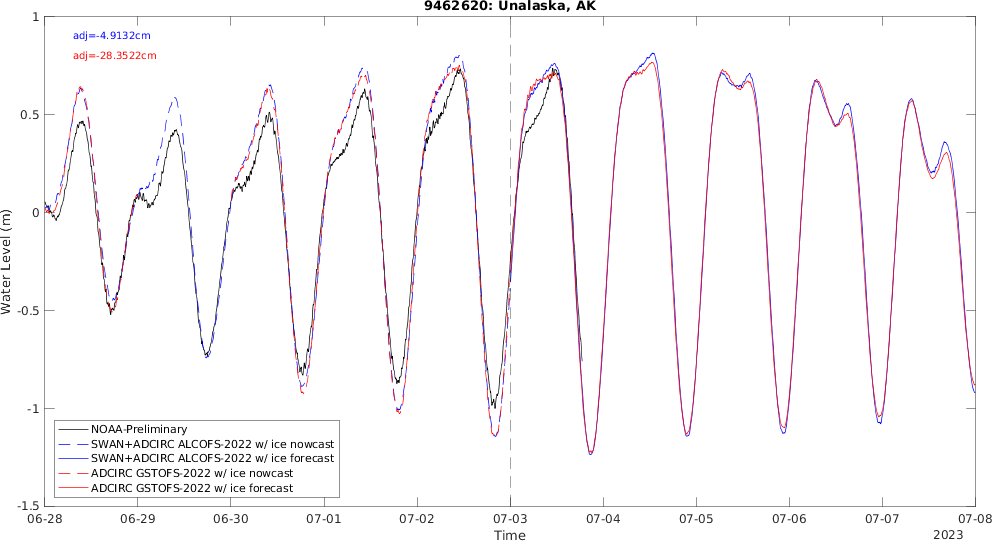 9462620: Unalaska, AK
adj=-4.9132cm
adj=-28.3522cm
1
0.5
0
-0.5
-1
-1.5
Water Level (m)
NOAA-Preliminary
SWAN+ADCIRC ALCOFS-2022 w/ ice nowcast
SWAN+ADCIRC ALCOFS-2022 w/ ice forecast
ADCIRC GSTOFS-2022 w/ ice nowcast
ADCIRC GSTOFS-2022 w/ ice forecast
06-28 06-29 06-30 07-01 07-02 07-03 07-04 07-05 07-06 07-07 07-08
Time
2023